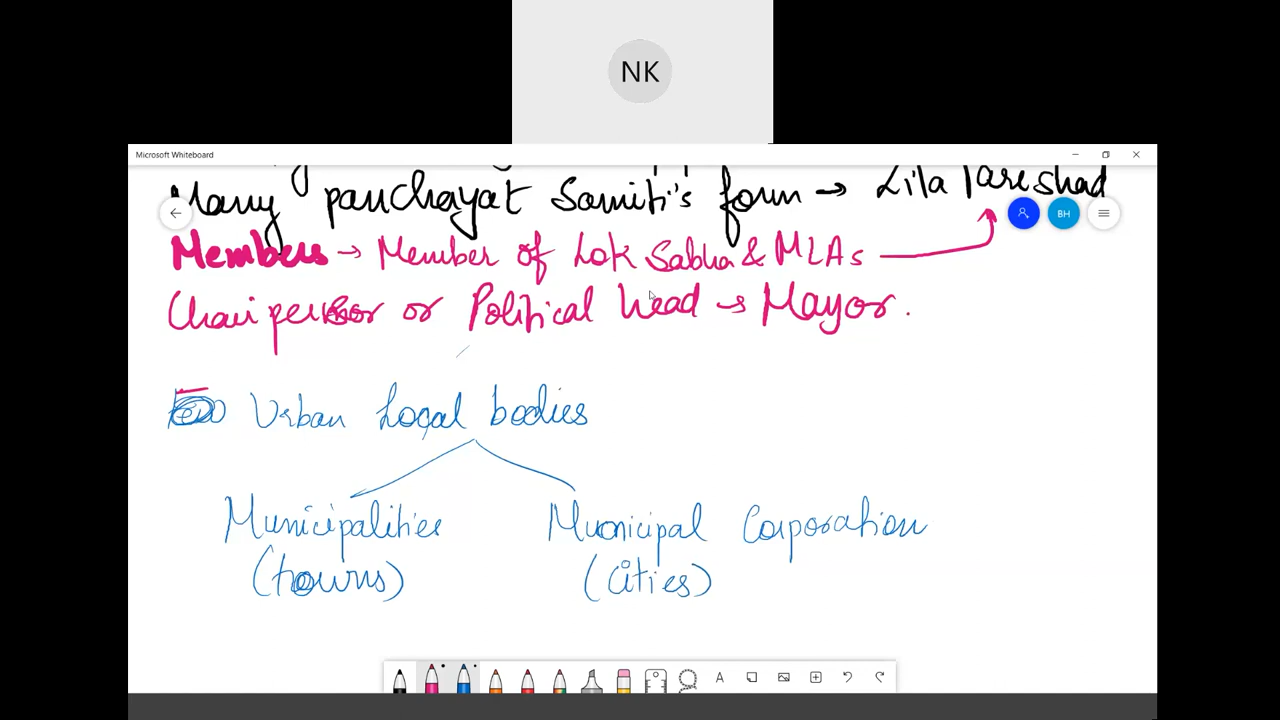 NK
Microsoft Whiteboard
Many panchayat Samiti's form → Zila Pareshad
BH
Members → Member of Lok Sabha & MLAs
Chairperson or Political head → Mayor.
Urban Local bodies
Municipalities Municipal Corporation
(towns) (Cities)
A